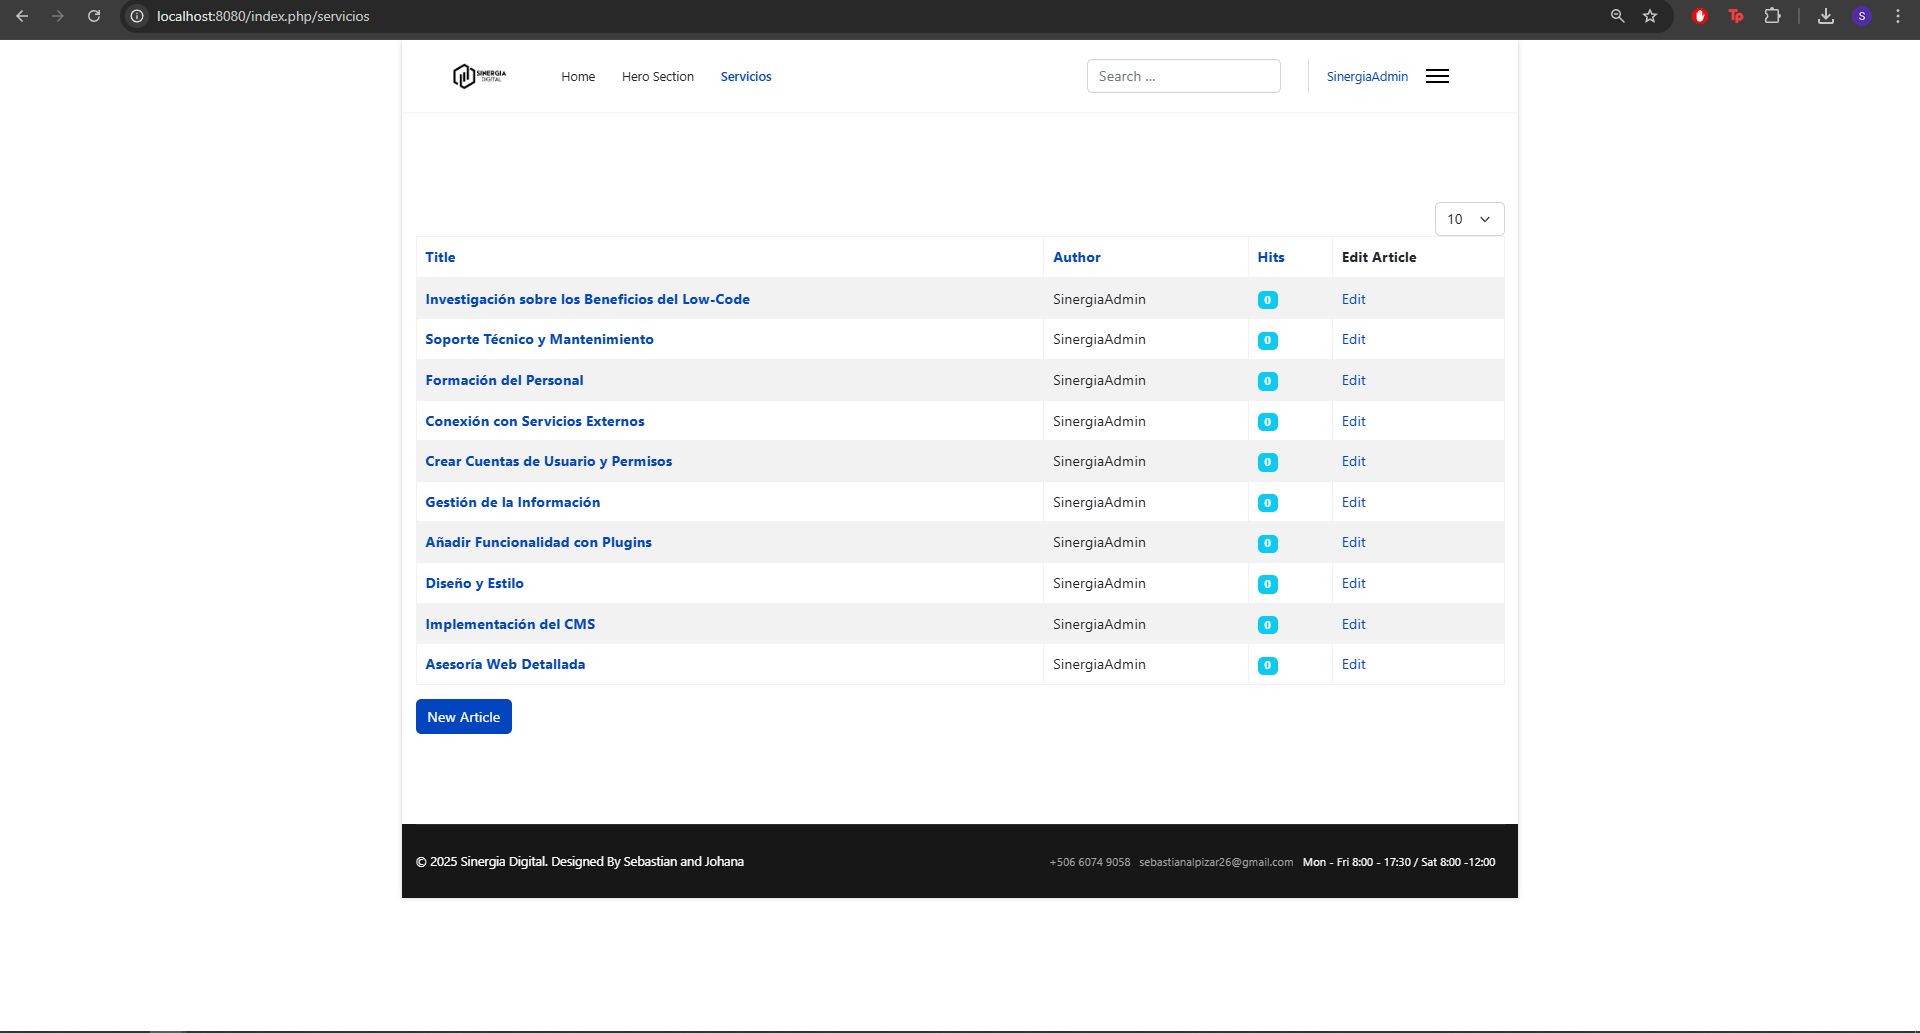 localhost:8080/index.php/servicios
Tp
S
SINERGIA
DIGITAL
Home Hero Section Servicios Search ... SinergiaAdmin
10
Title Author Hits Edit Article
Investigación sobre los Beneficios del Low-Code SinergiaAdmin 0 Edit
Soporte Técnico y Mantenimiento SinergiaAdmin 0 Edit
Formación del Personal SinergiaAdmin 0 Edit
Conexión con Servicios Externos SinergiaAdmin 0 Edit
Crear Cuentas de Usuario y Permisos SinergiaAdmin 0 Edit
Gestión de la Información SinergiaAdmin 0 Edit
Añadir Funcionalidad con Plugins SinergiaAdmin 0 Edit
Diseño y Estilo SinergiaAdmin 0 Edit
Implementación del CMS SinergiaAdmin 0 Edit
Asesoría Web Detallada SinergiaAdmin 0 Edit
New Article
© 2025 Sinergia Digital. Designed By Sebastian and Johana +506 6074 9058 sebastianalpizar26@gmail.com Mon - Fri 8:00 - 17:30 / Sat 8:00 -12:00